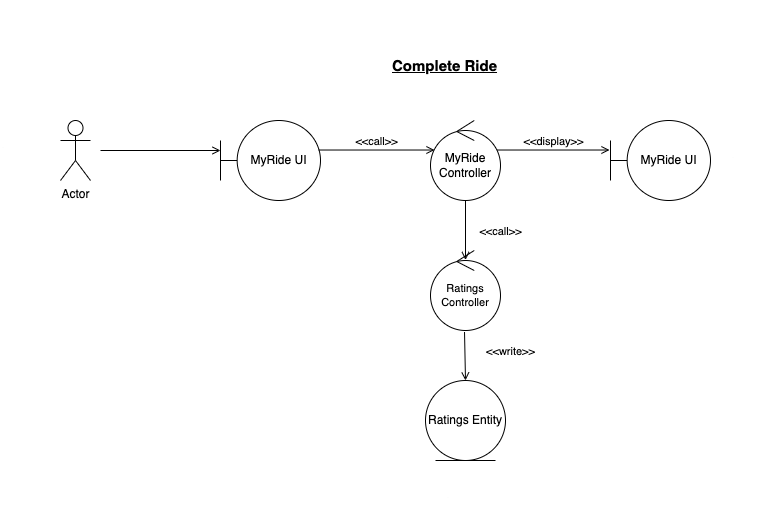 Complete Ride
Actor
MyRide UI
<<call>>
MyRide
Controller
<<display>>
MyRide UI
<<call>>
Ratings
Controller
<<write>>
Ratings Entity